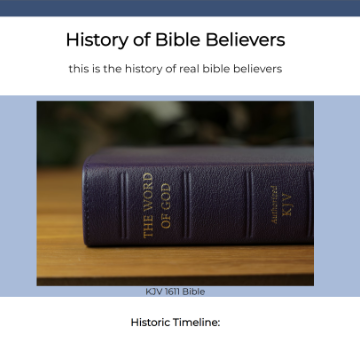 History of Bible Believers
this is the history of real bible believers
THE WORD
OF GOD
Authorized
KJV
KJV 1611 Bible
Historic Timeline: